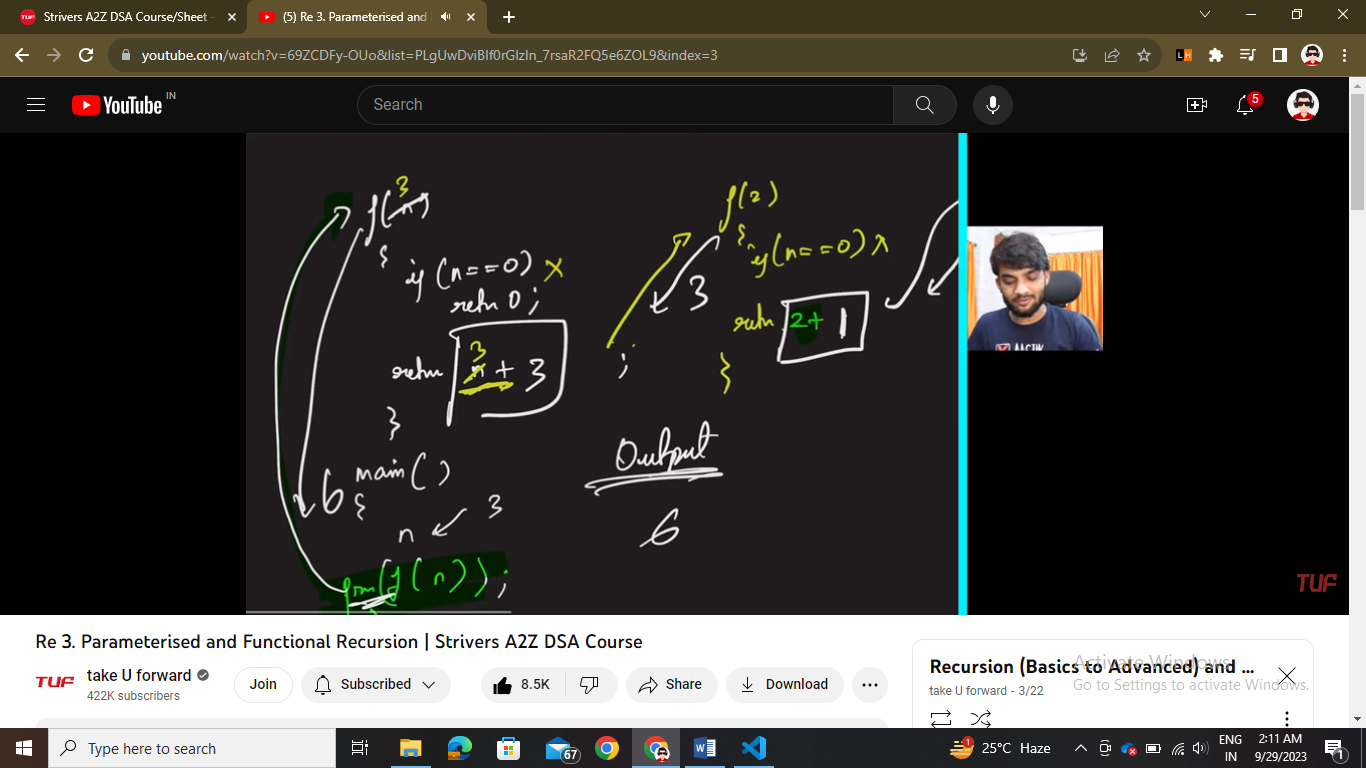 Strivers A2Z DSA Course/Sheet -
(5) Re 3. Parameterised and
youtube.com/watch?v=69ZCDFy-OUo&list=PLgUwDviBIf0rGlzIn_7rsaR2FQ5e6ZOL9&index=3
YouTube IN
Search
5
3
f(n)
{
if (n==0) x
retn 0;
3
retn n + 3
;
}
f(2)
{
if (n==0) x
3
retn 2+ 1
}
Output
6
main()
6
{
n 3
(f(n));
TUF
Re 3. Parameterised and Functional Recursion | Strivers A2Z DSA Course
TUF
take U forward
422K subscribers
Join
Subscribed
8.5K
Share
Download
Recursion (Basics to Advanced) and ...
take U forward - 3/22
Activate Windows
Go to Settings to activate Windows.
Type here to search
67
1
25°C Haze
ENG
IN
2:11 AM
9/29/2023
1